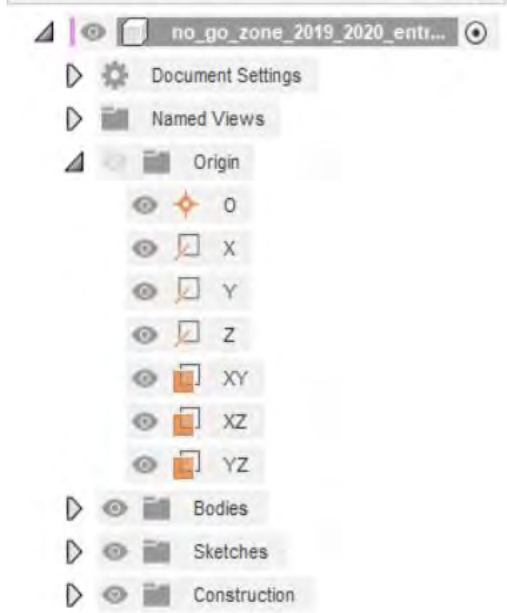 no_go_zone_2019_2020_entr...
Document Settings
Named Views
Origin
O
X
Y
Z
XY
XZ
YZ
Bodies
Sketches
Construction